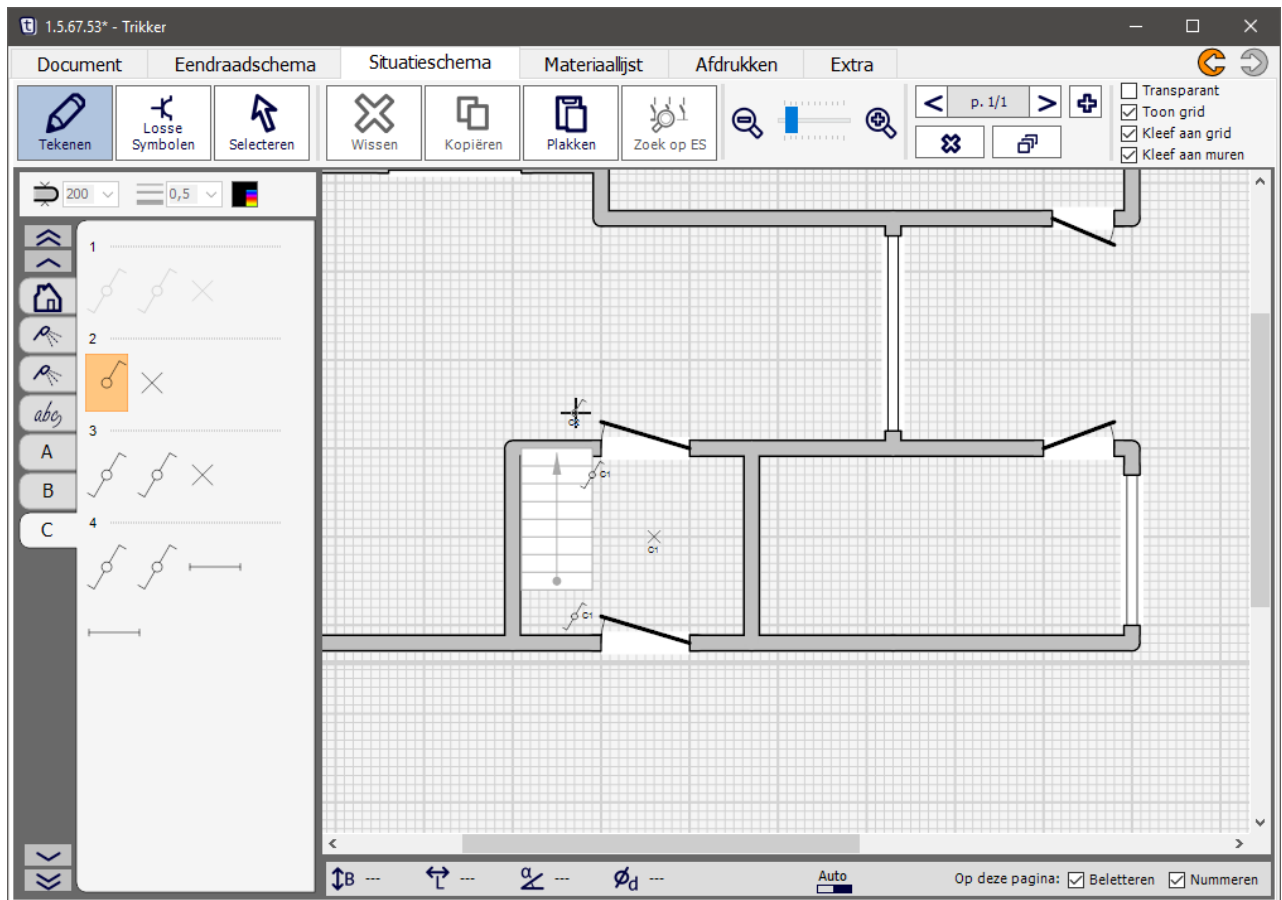 1.5.67.53* - Trikker
Document Eendraadschema Situatieschema Materiaallijst Afdrukken Extra
Tekenen
Losse
Symbolen
Selecteren
Wissen
Kopiëren
Plakken
Zoek op ES
p. 1/1
Transparant
Toon grid
Kleef aan grid
Kleef aan muren
200
0,5
1
2
3
4
abc
A
B
C
C1
C1
C1
B ---
L ---
α ---
d ---
Auto
Op deze pagina: Beletteren Nummeren